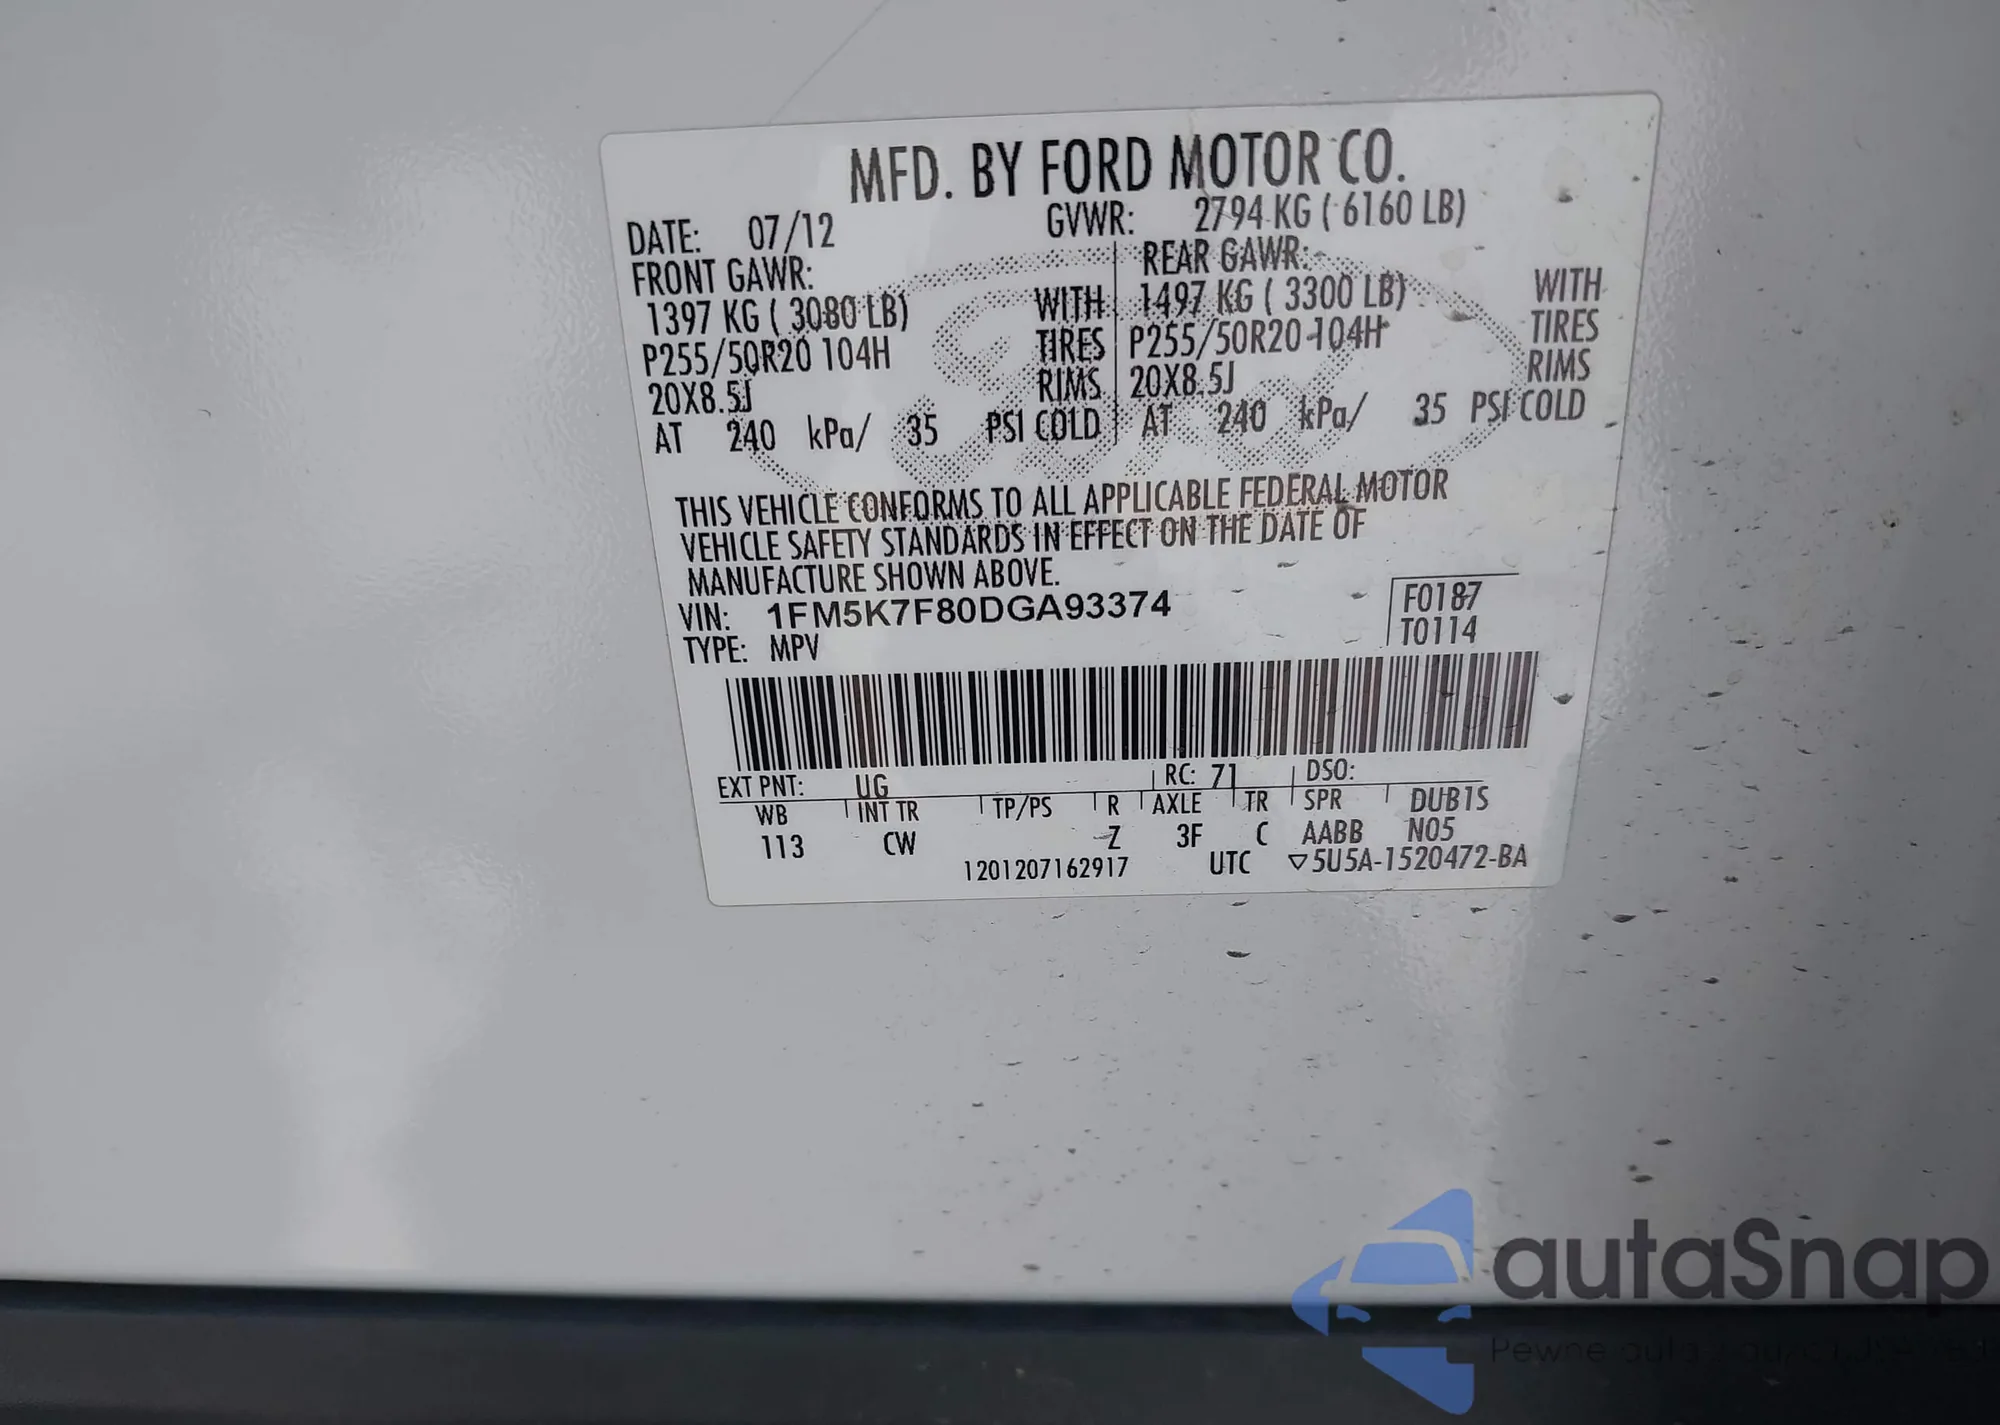 MFD. BY FORD MOTOR CO.
DATE: 07/12 GVWR: 2794 KG ( 6160 LB)
FRONT GAWR: REAR GAWR:
1397 KG ( 3080 LB) WITH 1497 KG ( 3300 LB) WITH
P255/50R20 104H TIRES P255/50R20 104H TIRES
20X8.5J RIMS 20X8.5J RIMS
AT 240 kPa/ 35 PSI COLD AT 240 kPa/ 35 PSI COLD
THIS VEHICLE CONFORMS TO ALL APPLICABLE FEDERAL MOTOR
VEHICLE SAFETY STANDARDS IN EFFECT ON THE DATE OF
MANUFACTURE SHOWN ABOVE.
VIN: 1FM5K7F80DGA93374 F0187
TYPE: MPV T0114
EXT PNT: UG RC: 71 DSO:
WB INT TR TP/PS R AXLE TR SPR DUB1S
113 CW Z 3F C AABB N05
1201207162917 UTC ▽5U5A-1520472-BA
autaSnap
Pewne auta